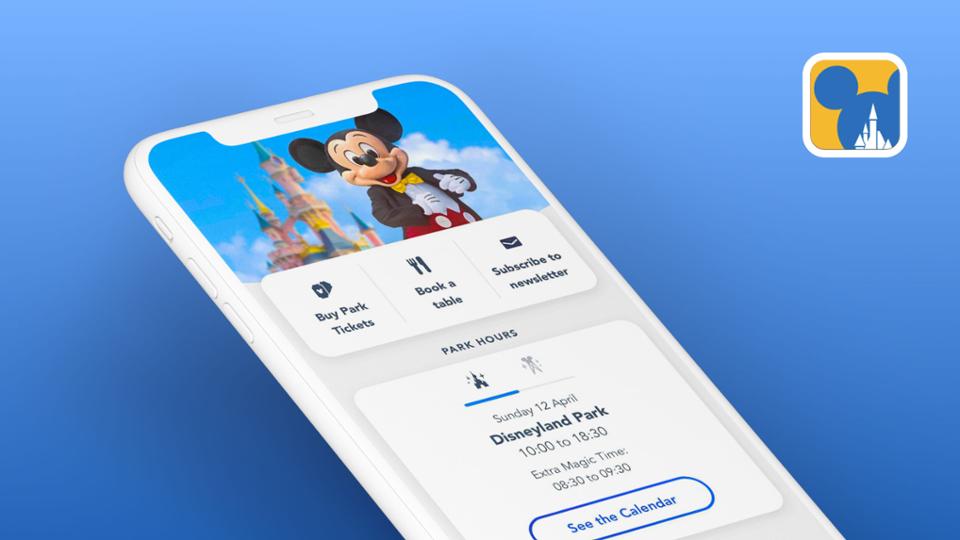 Buy Park
Tickets
Book a
table
Subscribe to
newsletter
PARK HOURS
Sunday 12 April
Disneyland Park
10:00 to 18:30
Extra Magic Time:
08:30 to 09:30
See the Calendar